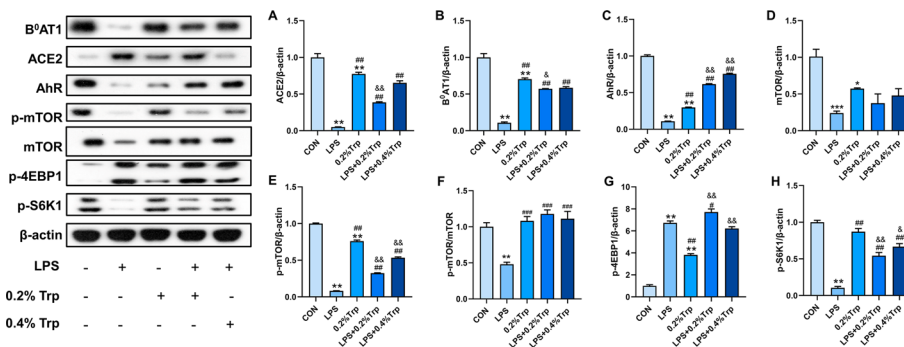 B⁰AT1
ACE2
AhR
p-mTOR
mTOR
p-4EBP1
p-S6K1
β-actin
LPS - + - + +
0.2% Trp - - + + -
0.4% Trp - - - - +
A
ACE2/β-actin
1.5
1.0
0.5
0.0
**
##
**
&&
##
##
CON
LPS
0.2%Trp
LPS+0.2%Trp
LPS+0.4%Trp
B
B⁰AT1/β-actin
1.5
1.0
0.5
0.0
**
##
**
&
##
##
CON
LPS
0.2%Trp
LPS+0.2%Trp
LPS+0.4%Trp
C
AhR/β-actin
1.5
1.0
0.5
0.0
**
##
**
&&
##
&&
##
CON
LPS
0.2%Trp
LPS+0.2%Trp
LPS+0.4%Trp
D
mTOR/β-actin
1.5
1.0
0.5
0.0
***
*
CON
LPS
0.2%Trp
LPS+0.2%Trp
LPS+0.4%Trp
E
p-mTOR/β-actin
1.5
1.0
0.5
0.0
**
##
**
&&
##
&&
##
CON
LPS
0.2%Trp
LPS+0.2%Trp
LPS+0.4%Trp
F
p-mTOR/mTOR
1.5
1.0
0.5
0.0
**
###
###
###
CON
LPS
0.2%Trp
LPS+0.2%Trp
LPS+0.4%Trp
G
p-4EBP1/β-actin
10
8
6
4
2
0
**
##
**
&&
#
&&
CON
LPS
0.2%Trp
LPS+0.2%Trp
LPS+0.4%Trp
H
p-S6K1/β-actin
1.5
1.0
0.5
0.0
**
##
&&
##
&
##
CON
LPS
0.2%Trp
LPS+0.2%Trp
LPS+0.4%Trp